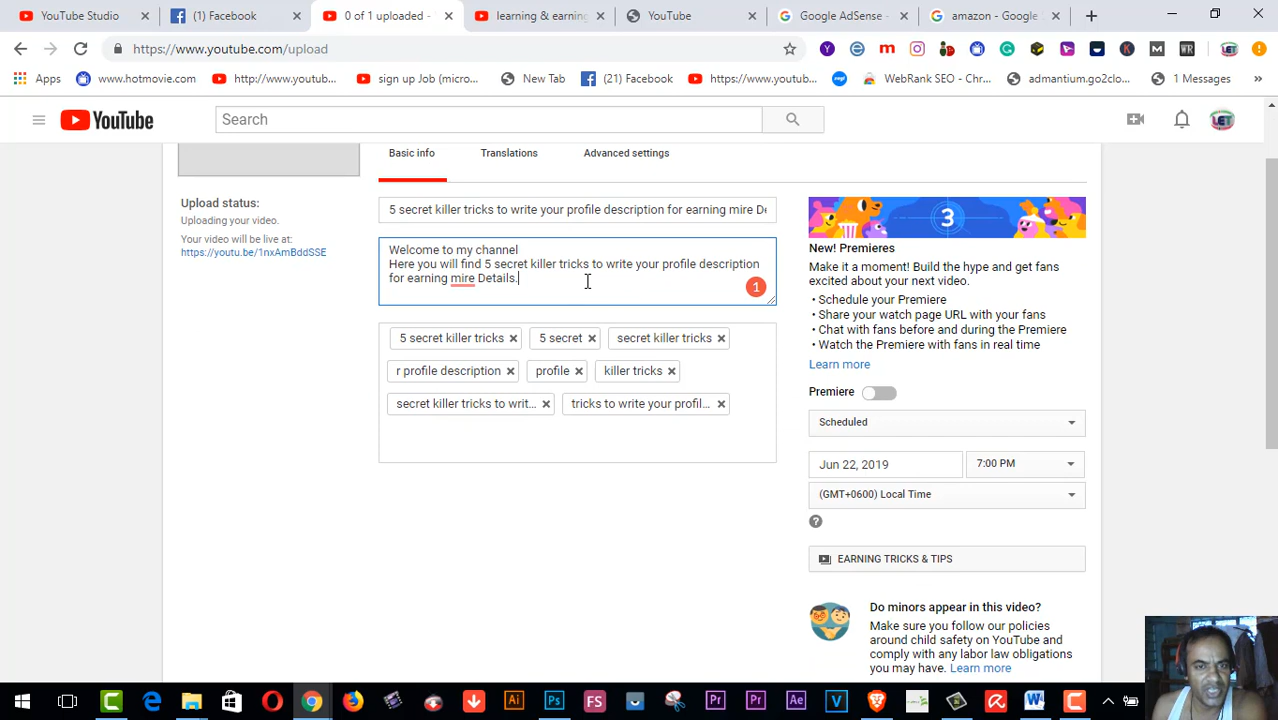 YouTube Studio
(1) Facebook
0 of 1 uploaded -
learning & earning
YouTube
Google AdSense -
amazon - Google
https://www.youtube.com/upload
Apps
www.hotmovie.com
http://www.youtub...
sign up Job (micro...
New Tab
(21) Facebook
https://www.youtub...
WebRank SEO - Chr...
admantium.go2clo...
1 Messages
YouTube
Search
LET
Basic info
Translations
Advanced settings
Upload status:
Uploading your video.
Your video will be live at:
https://youtu.be/1nxAmBddSSE
5 secret killer tricks to write your profile description for earning mire De
Welcome to my channel
Here you will find 5 secret killer tricks to write your profile description
for earning mire Details.
1
5 secret killer tricks
5 secret
secret killer tricks
r profile description
profile
killer tricks
secret killer tricks to writ...
tricks to write your profil...
3
New! Premieres
Make it a moment! Build the hype and get fans
excited about your next video.
• Schedule your Premiere
• Share your watch page URL with your fans
• Chat with fans before and during the Premiere
• Watch the Premiere with fans in real time
Learn more
Premiere
Scheduled
Jun 22, 2019
7:00 PM
(GMT+0600) Local Time
EARNING TRICKS & TIPS
Do minors appear in this video?
Make sure you follow our policies
around child safety on YouTube and
comply with any labor law obligations
you may have. Learn more